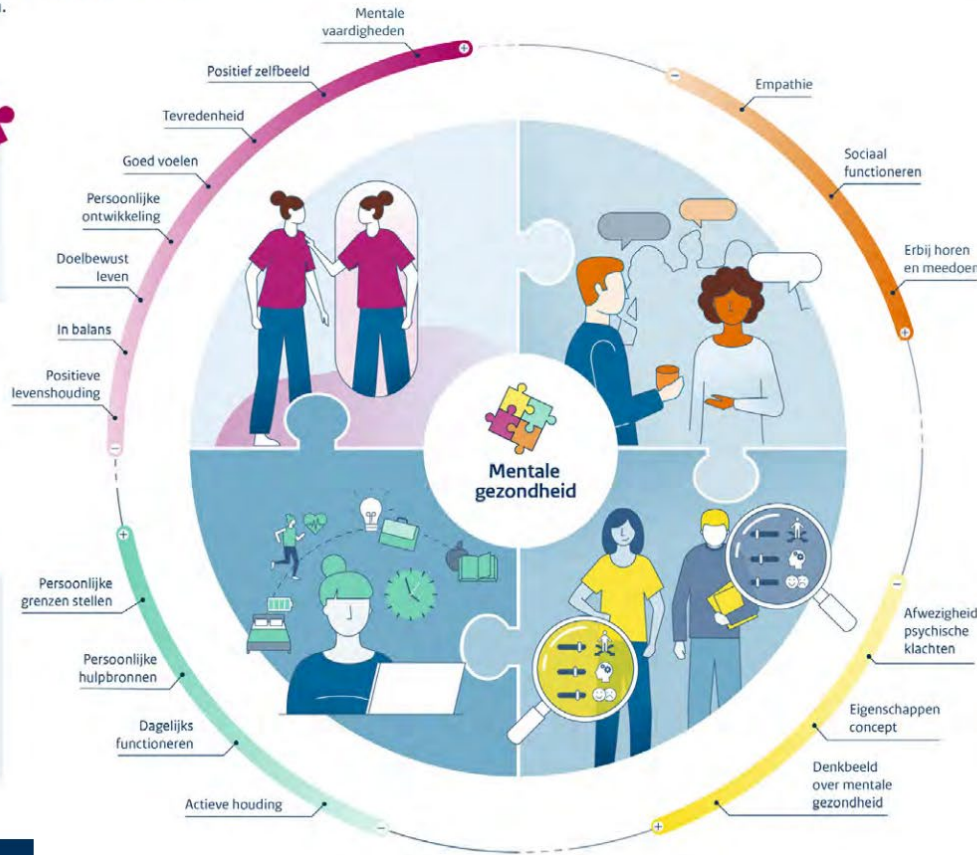 Mentale
vaardigheden
Positief zelfbeeld
Tevredenheid
Goed voelen
Persoonlijke
ontwikkeling
Doelbewust
leven
In balans
Positieve
levenshouding
Empathie
Sociaal
functioneren
Erbij horen
en meedoen
Mentale
gezondheid
Persoonlijke
grenzen stellen
Persoonlijke
hulpbronnen
Dagelijks
functioneren
Actieve houding
Afwezigheid
psychische
klachten
Eigenschappen
concept
Denkbeeld
over mentale
gezondheid